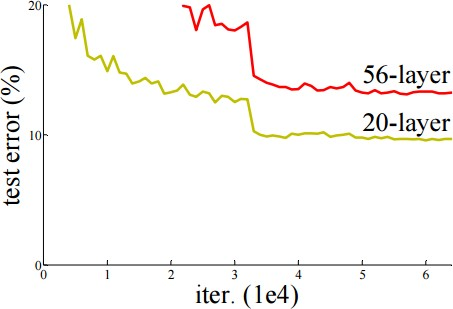 20
10
0
test error (%)
56-layer
20-layer
0 1 2 3 4 5 6
iter. (1e4)